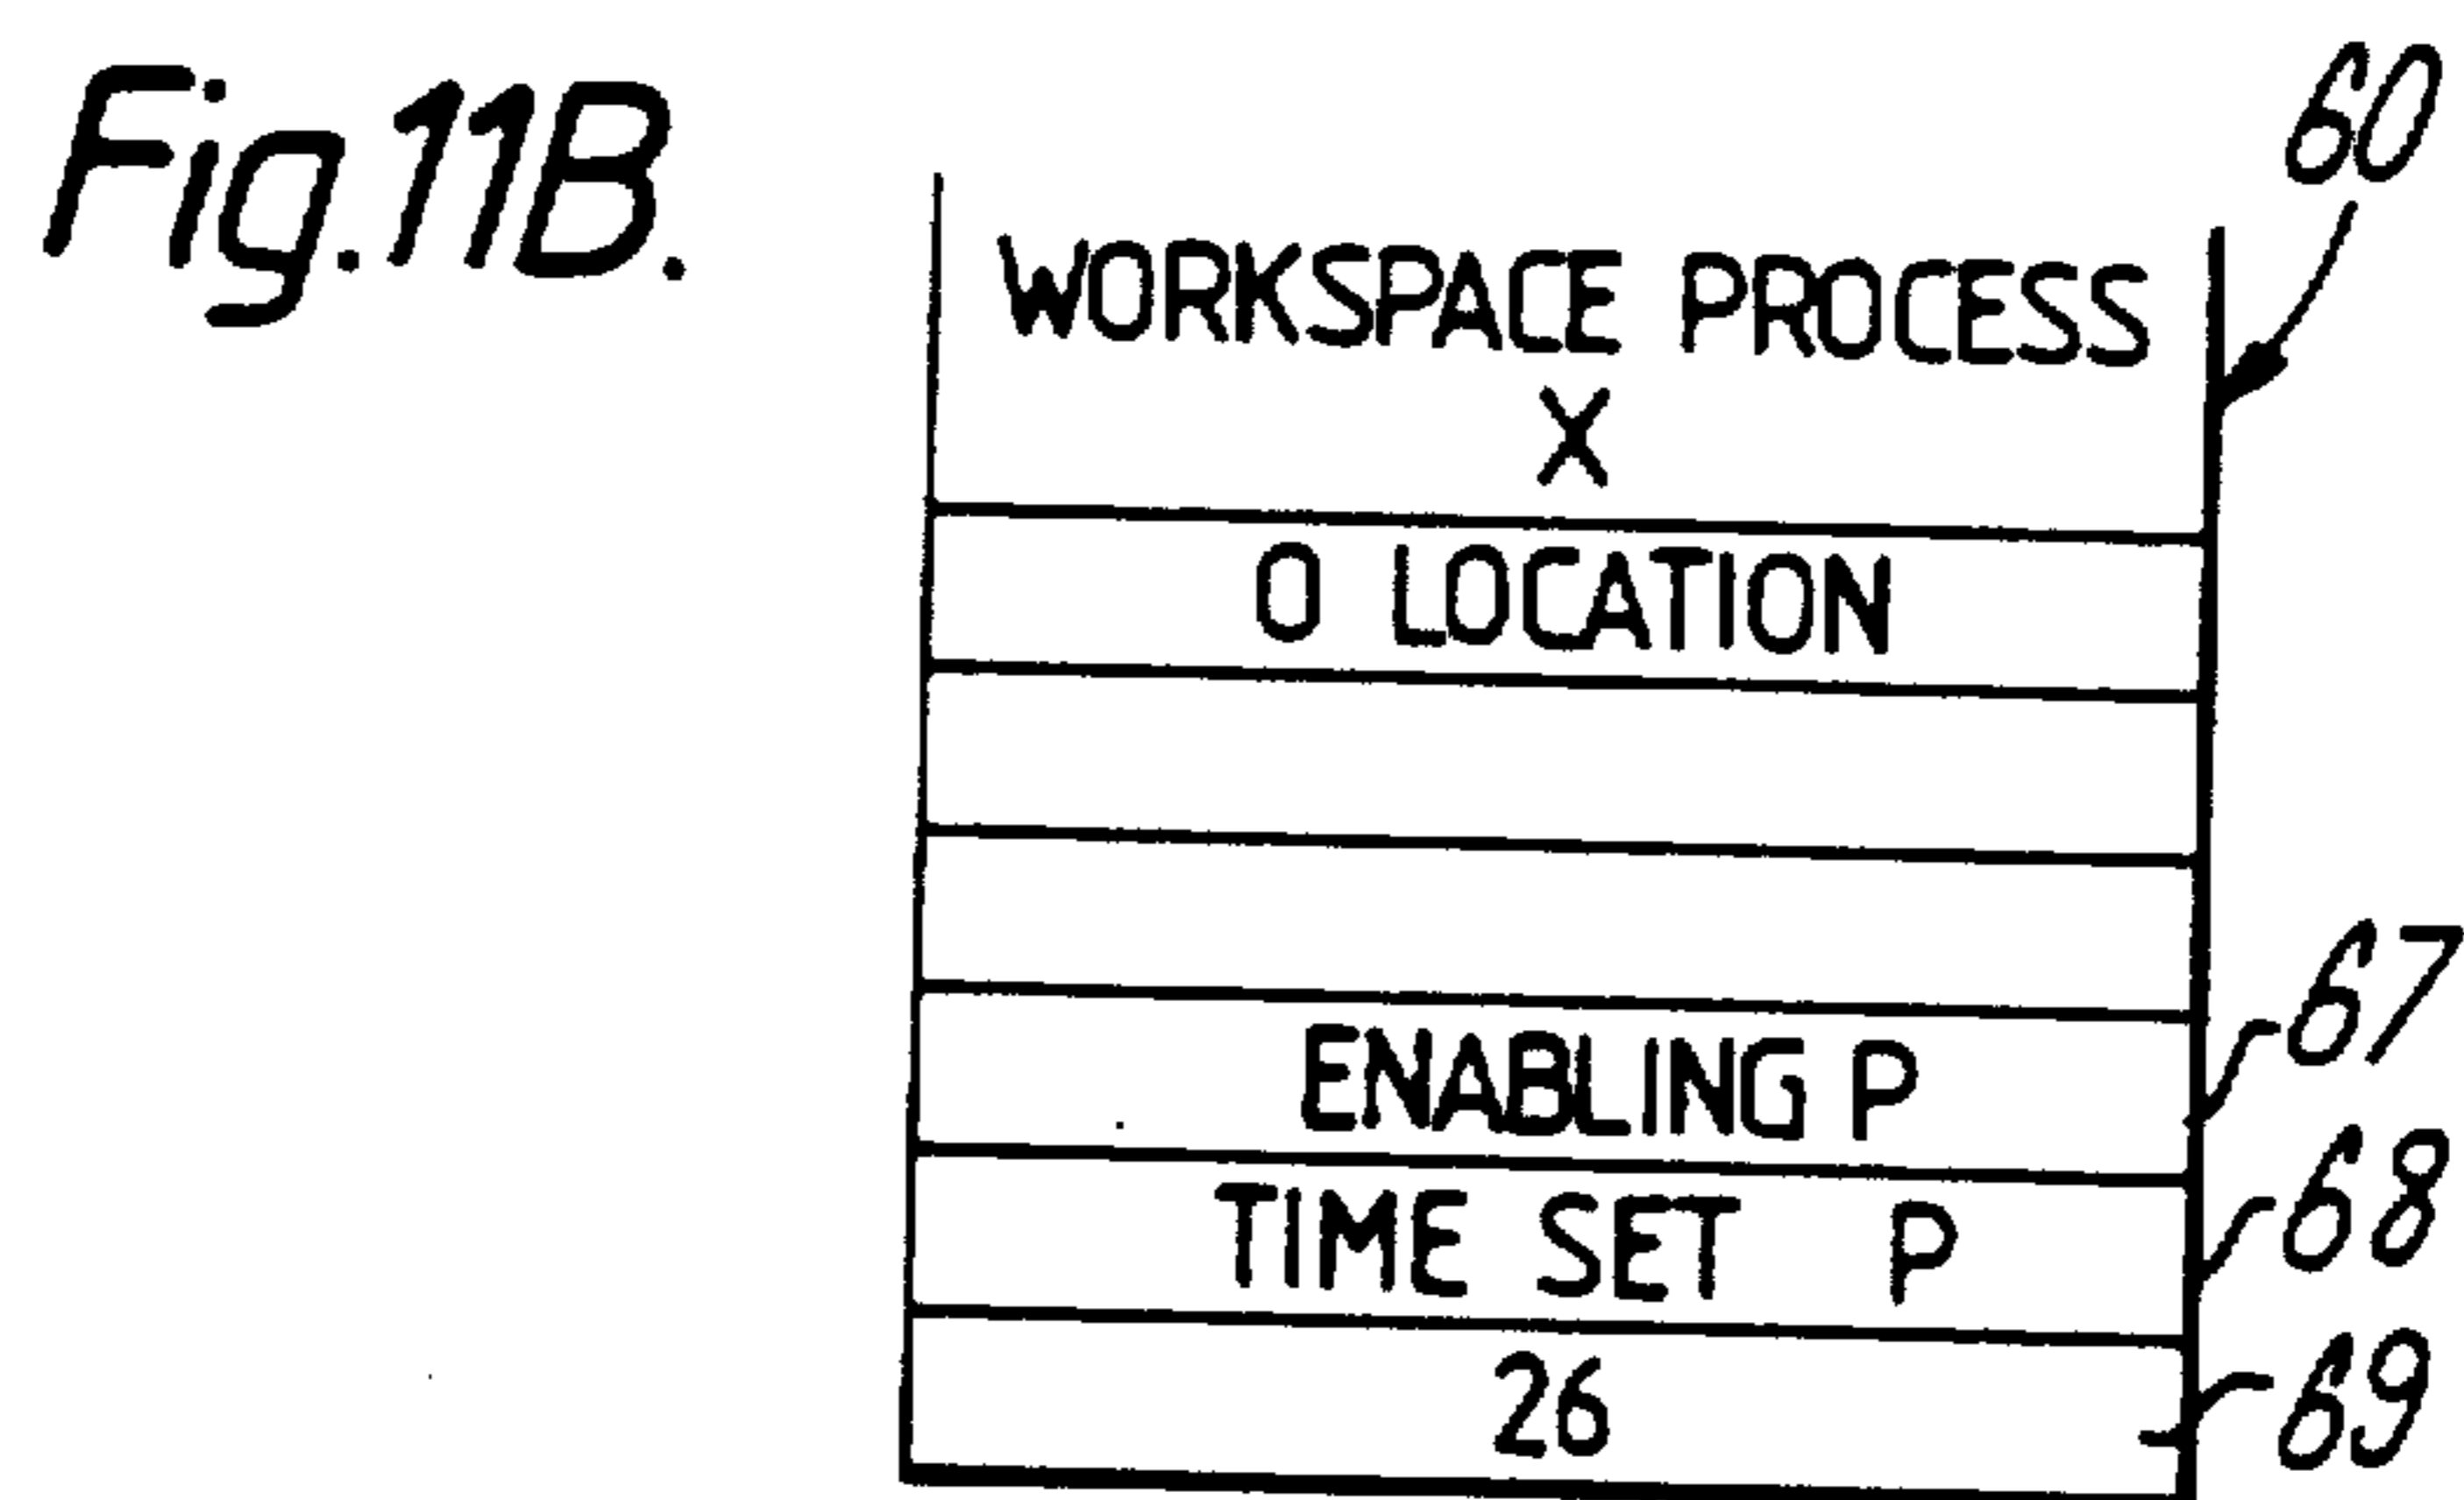 Fig.11B.
60
WORKSPACE PROCESS
X
0 LOCATION
67
ENABLING P
68
TIME SET P
69
26